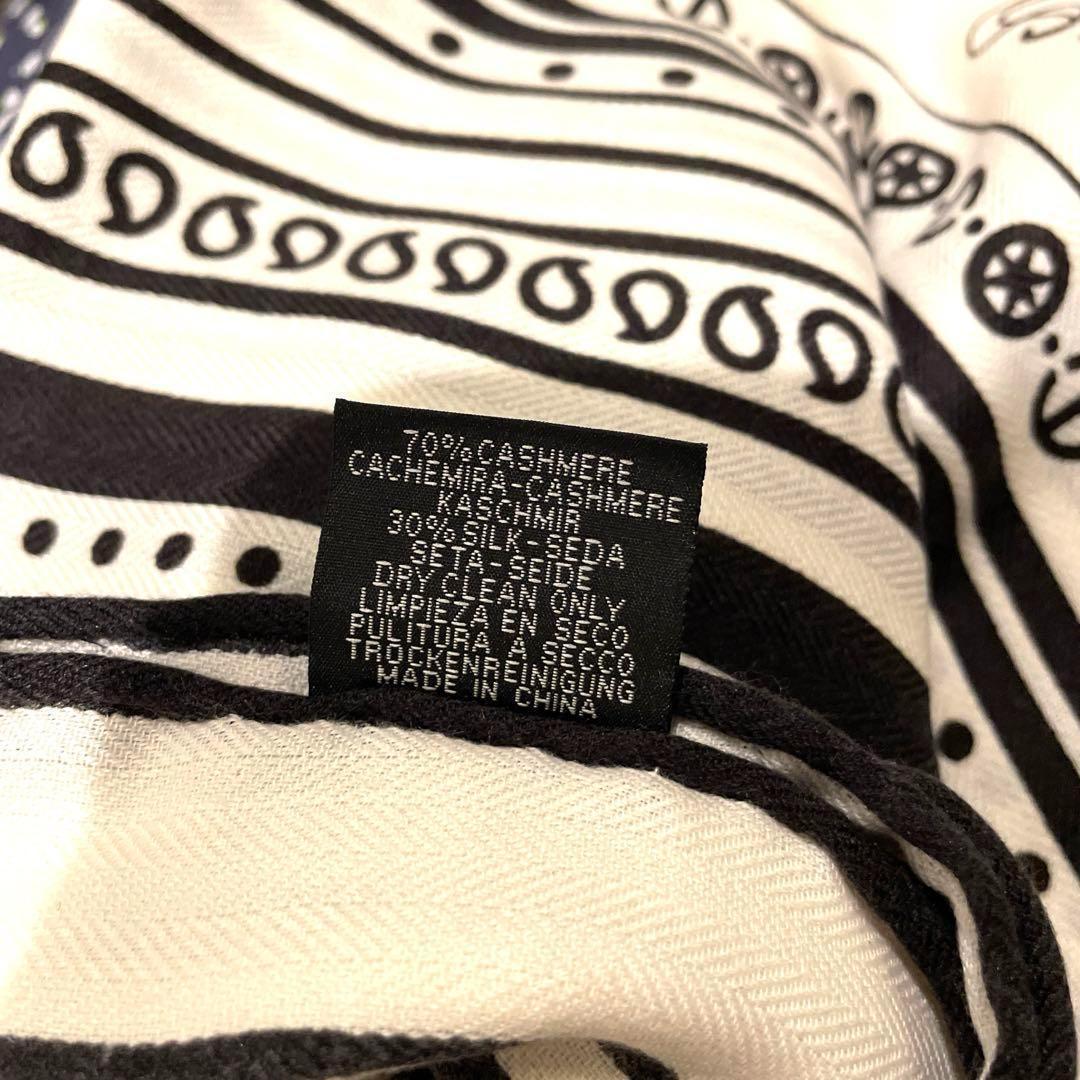 70% CASHMERE
CACHEMIRA-CASHMERE
KASCHMIR
30% SILK-SEDA
SETA-SEIDE
DRY CLEAN ONLY
LIMPIEZA EN SECO
PULITURA A SECCO
TROCKENREINIGUNG
MADE IN CHINA